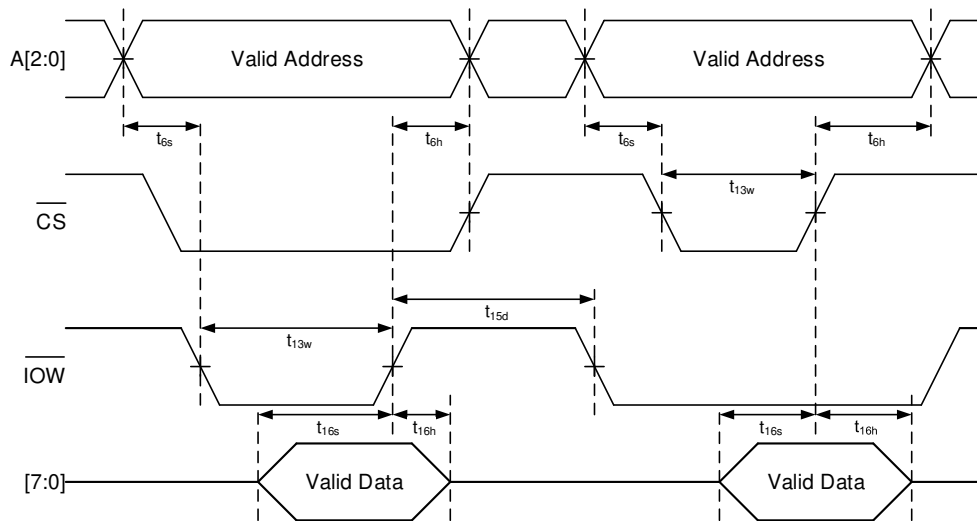 A[2:0] Valid Address Valid Address
t6s t6h t6s t6h
CS t13w
t15d
IOW t13w
t16s t16h t16s t16h
[7:0] Valid Data Valid Data